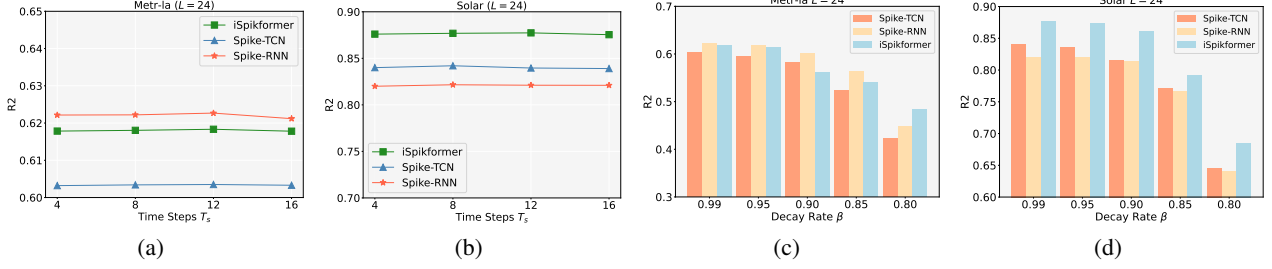 Metr-la (L = 24)
0.65
0.64
0.63
0.62
0.61
0.60
R2
iSpikformer
Spike-TCN
Spike-RNN
4 8 12 16
Time Steps Ts
(a)
Solar (L = 24)
0.90
0.85
0.80
0.75
0.70
R2
iSpikformer
Spike-TCN
Spike-RNN
4 8 12 16
Time Steps Ts
(b)
Metr-la L = 24
0.7
0.6
0.5
0.4
0.3
R2
Spike-TCN
Spike-RNN
iSpikformer
0.99 0.95 0.90 0.85 0.80
Decay Rate β
(c)
Solar L = 24
0.90
0.85
0.80
0.75
0.70
0.65
0.60
R2
Spike-TCN
Spike-RNN
iSpikformer
0.99 0.95 0.90 0.85 0.80
Decay Rate β
(d)